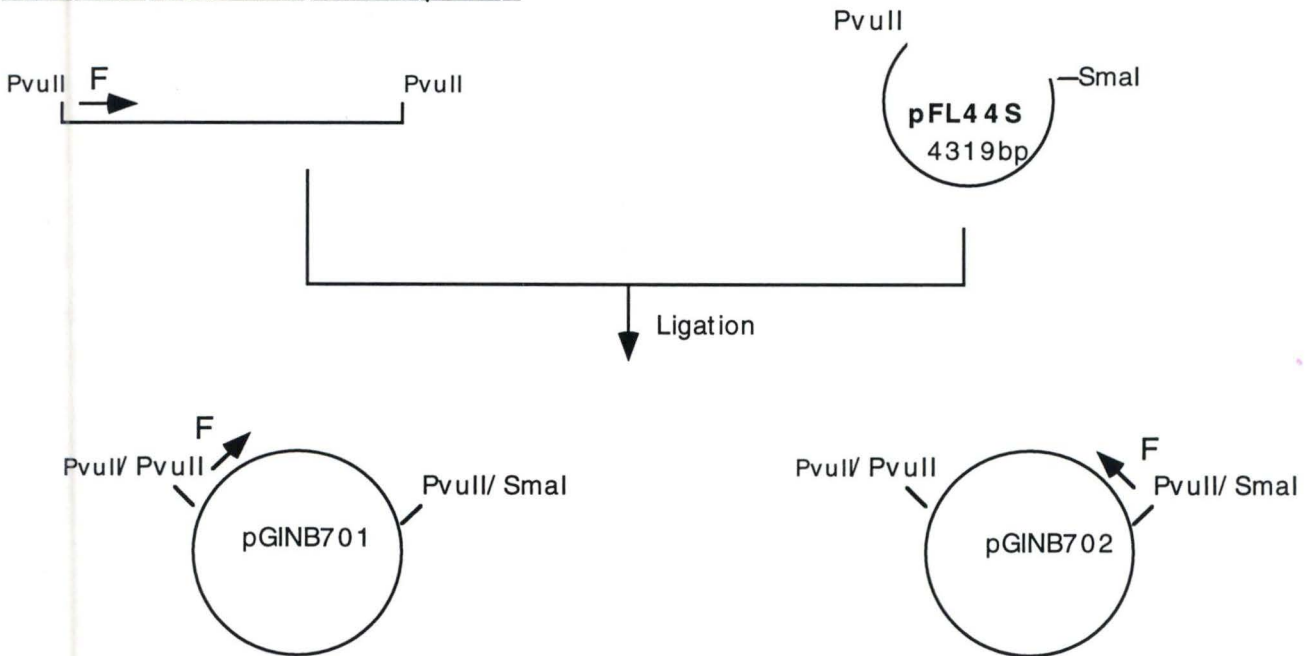 PvuII
F
PvuII
PvuII
SmaI
pFL44S
4319bp
Ligation
F
PvuII/ PvuII
PvuII/ SmaI
pGINB701
F
PvuII/ PvuII
PvuII/ SmaI
pGINB702